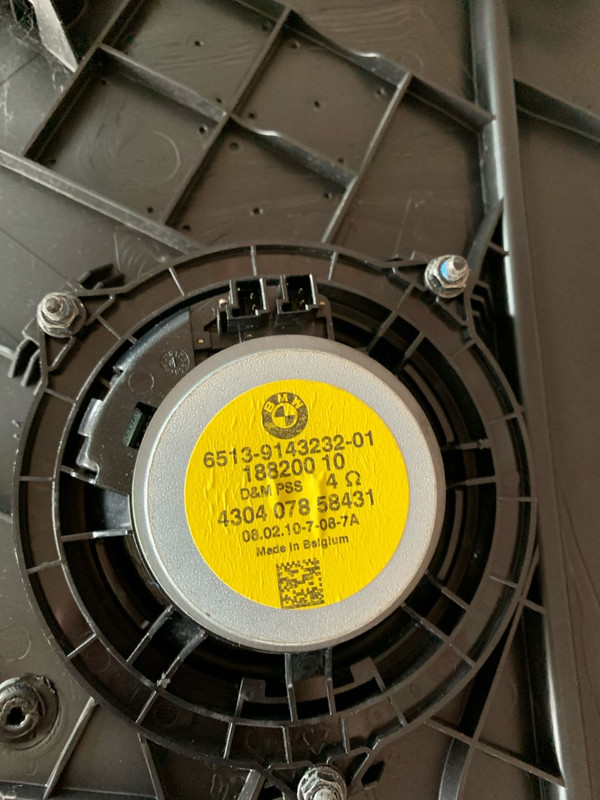 BMW
6513-9143232-01
188200 10
D&M PSS 4 Ω
4304 078 58431
08.02.10-7-08-7A
Made in Belgium